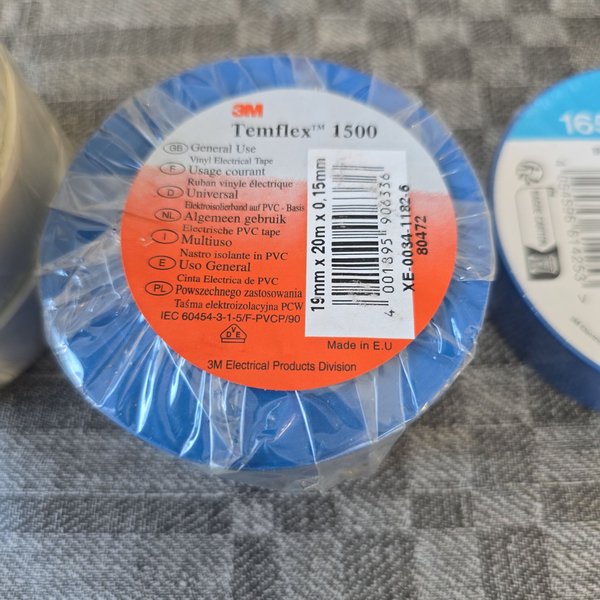 3M
Temflex™ 1500
GB General Use
Vinyl Electrical Tape
F Usage courant
Ruban vinyle électrique
D Universal
Elektroisolierband auf PVC - Basis
NL Algemeen gebruik
Electrische PVC tape
I Multiuso
Nastro isolante in PVC
E Uso General
Cinta Electrica de PVC
PL Powszechnego zastosowania
Taśma elektroizolacyjna PCW
IEC 60454-3-1-5/F-PVCP/90
VDE
Made in E.U
3M Electrical Products Division
19mm x 20m x 0,15mm
4 001895 906336
XE-0034-1182-6
80472
165